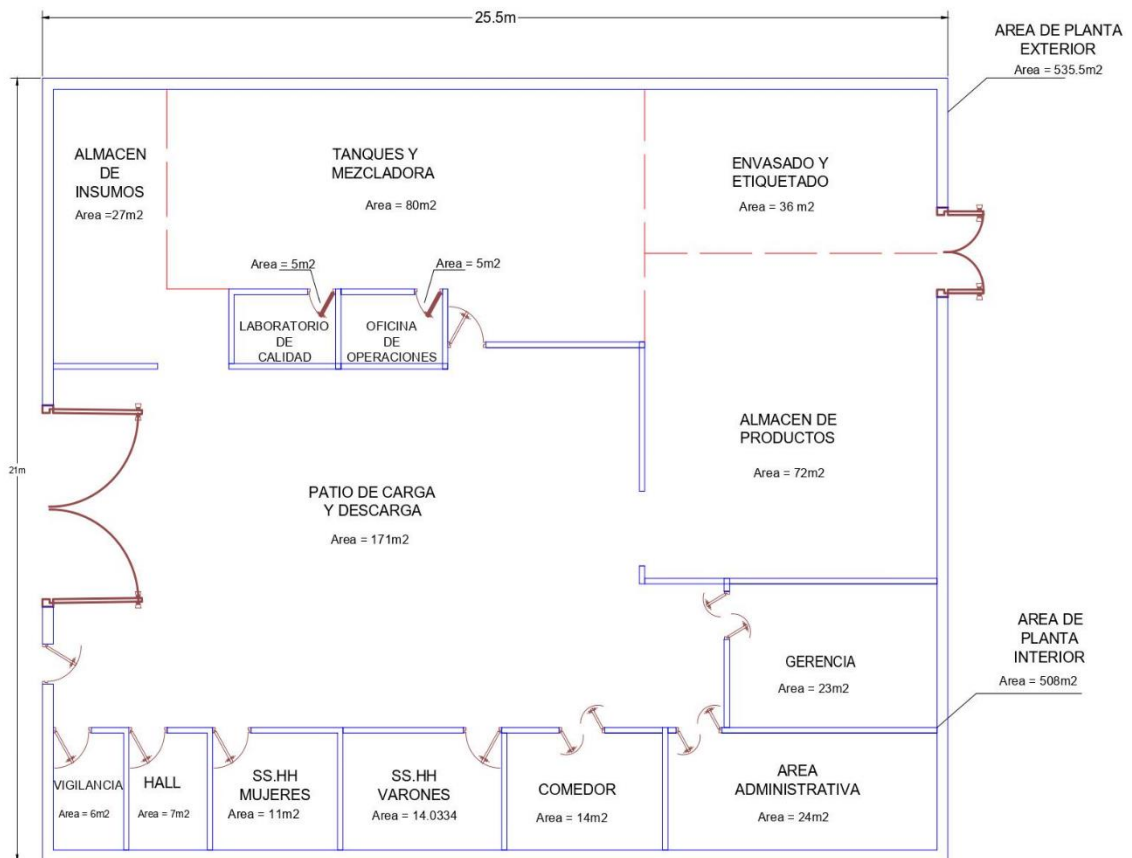 25.5m
AREA DE PLANTA
EXTERIOR
Area = 535.5m2
ALMACEN
DE
INSUMOS
Area =27m2
TANQUES Y
MEZCLADORA
Area = 80m2
ENVASADO Y
ETIQUETADO
Area = 36 m2
Area = 5m2
Area = 5m2
LABORATORIO
DE
CALIDAD
OFICINA
DE
OPERACIONES
21m
PATIO DE CARGA
Y DESCARGA
Area = 171m2
ALMACEN DE
PRODUCTOS
Area = 72m2
GERENCIA
Area = 23m2
AREA DE
PLANTA
INTERIOR
Area = 508m2
VIGILANCIA
Area = 6m2
HALL
Area = 7m2
SS.HH
MUJERES
Area = 11m2
SS.HH
VARONES
Area = 14.0334
COMEDOR
Area = 14m2
AREA
ADMINISTRATIVA
Area = 24m2